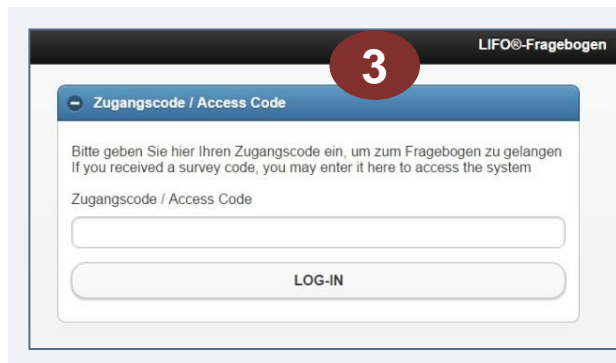 LIFO®-Fragebogen
3
Zugangscode / Access Code
Bitte geben Sie hier Ihren Zugangscode ein, um zum Fragebogen zu gelangen
If you received a survey code, you may enter it here to access the system
Zugangscode / Access Code
LOG-IN